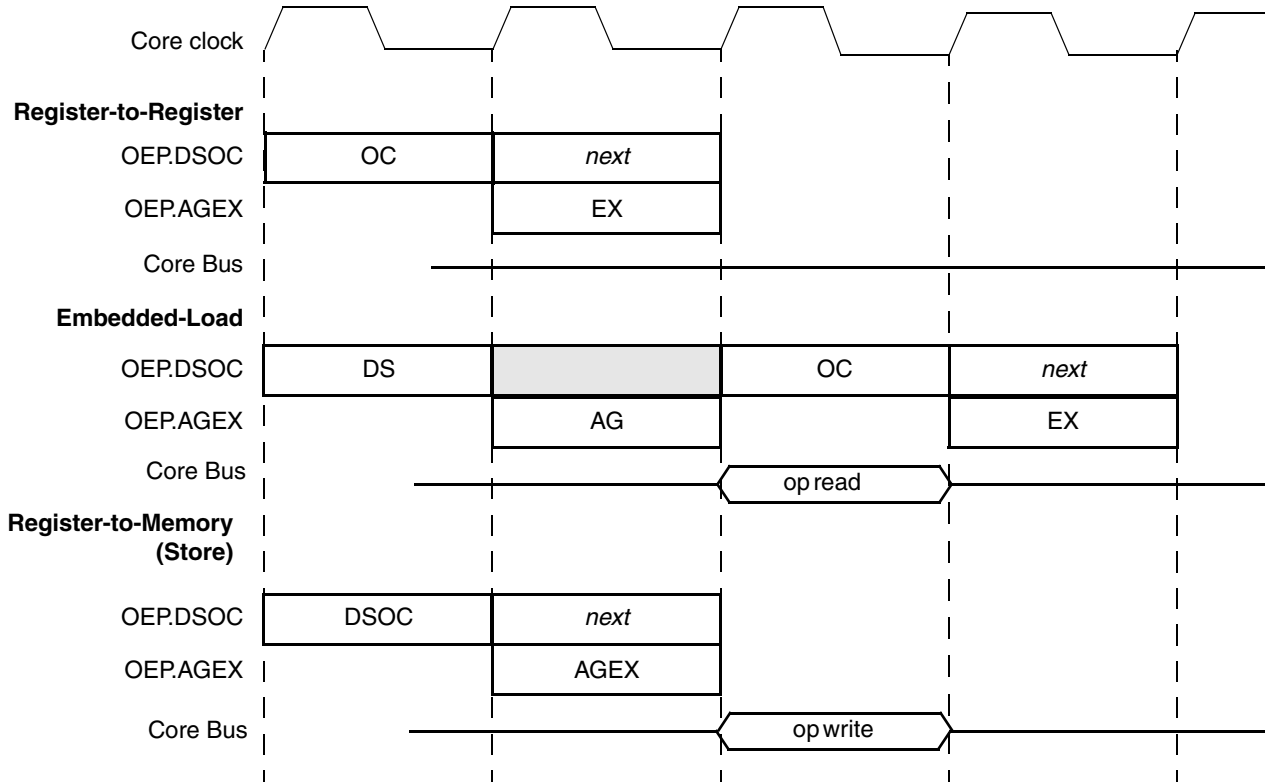 Core clock
Register-to-Register
OEP.DSOC OC next
OEP.AGEX EX
Core Bus
Embedded-Load
OEP.DSOC DS OC next
OEP.AGEX AG EX
Core Bus op read
Register-to-Memory
(Store)
OEP.DSOC DSOC next
OEP.AGEX AGEX
Core Bus op write